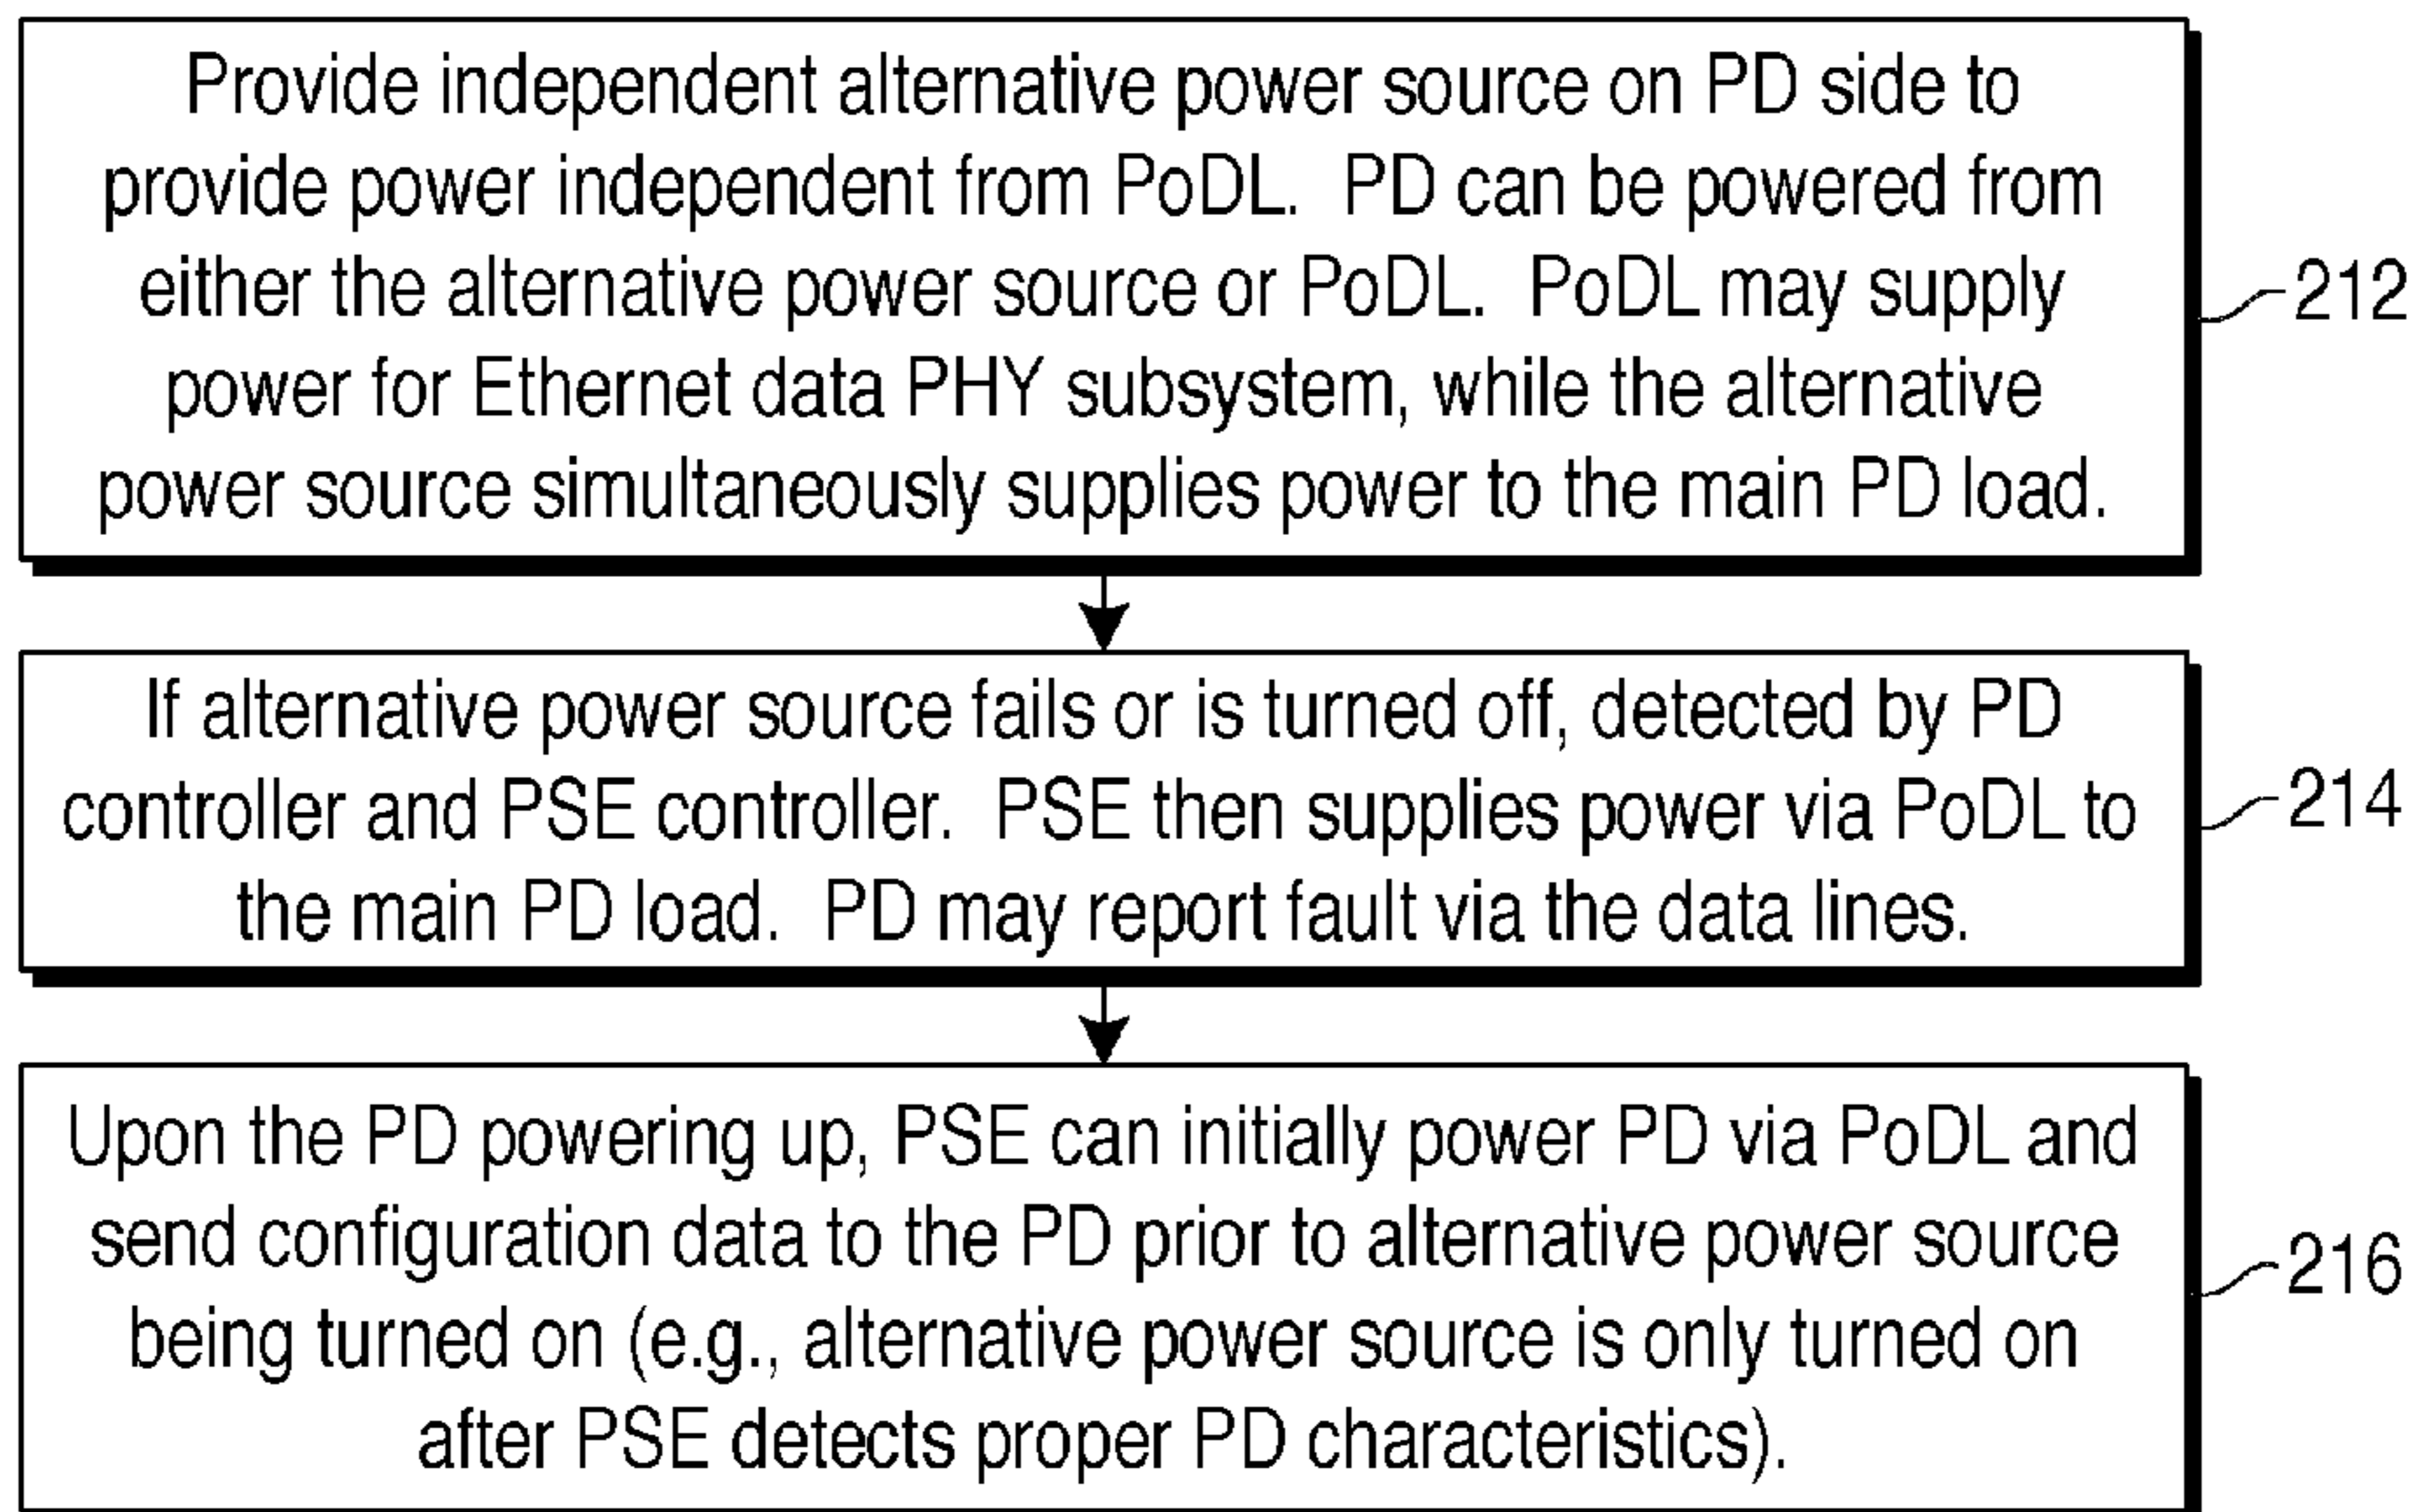 Provide independent alternative power source on PD side to
provide power independent from PoDL. PD can be powered from
either the alternative power source or PoDL. PoDL may supply
power for Ethernet data PHY subsystem, while the alternative
power source simultaneously supplies power to the main PD load.
212
If alternative power source fails or is turned off, detected by PD
controller and PSE controller. PSE then supplies power via PoDL to
the main PD load. PD may report fault via the data lines.
214
Upon the PD powering up, PSE can initially power PD via PoDL and
send configuration data to the PD prior to alternative power source
being turned on (e.g., alternative power source is only turned on
after PSE detects proper PD characteristics).
216